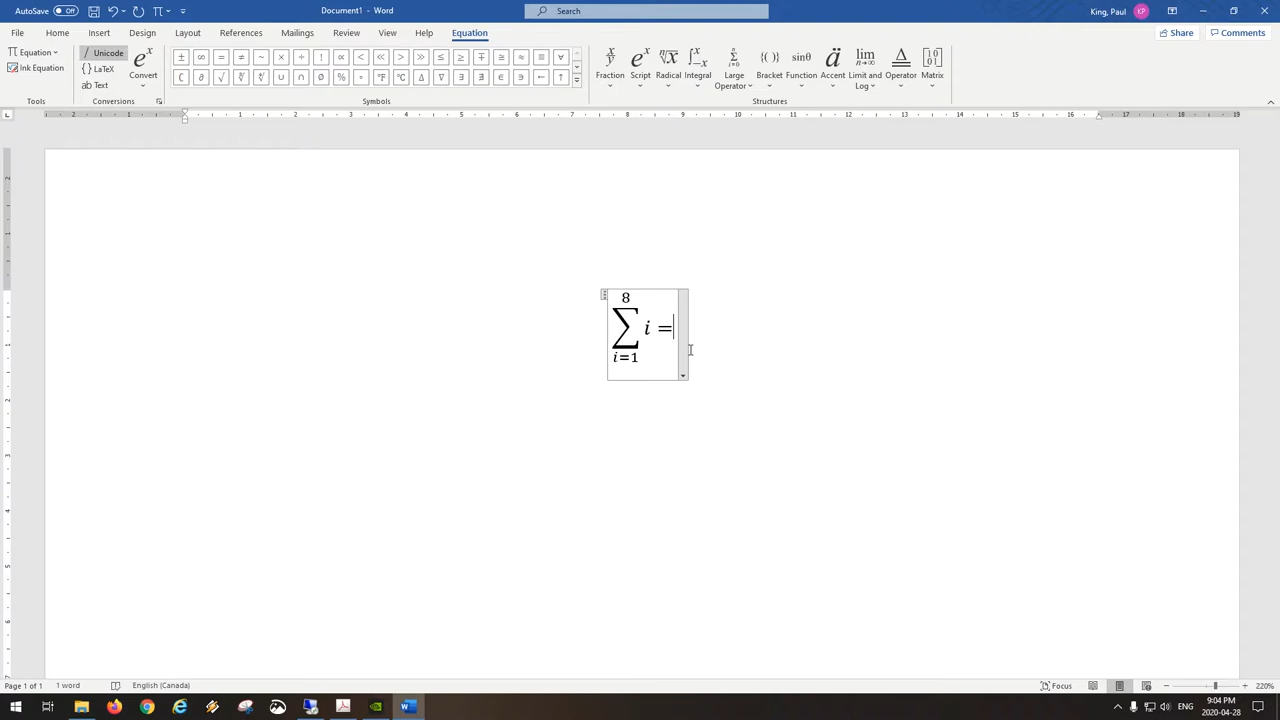 AutoSave Off Document1 - Word Search King, Paul KP
File Home Insert Draw Design Layout References Mailings Review View Help Equation Share Comments
Equation Unicode
Ink Equation LaTeX
Text
Convert
Fraction Script Radical Integral Large Operator Bracket Function Accent Limit and Log Operator Matrix
Tools Conversions Symbols Structures
8
∑ i =
i=1
Page 1 of 1 1 word English (Canada) Focus 220%
ENG 9:04 PM
2020-04-28